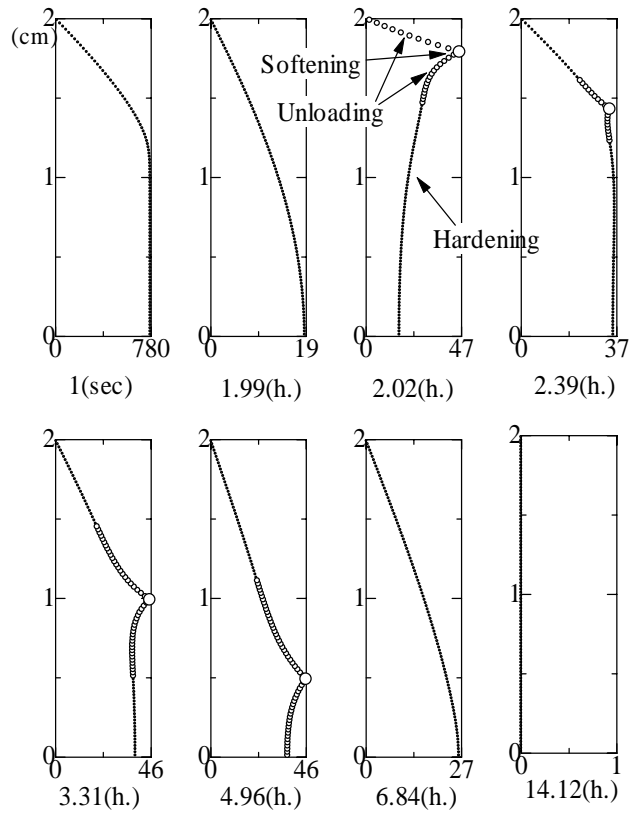 2 2 2 2
(cm)
Softening
Unloading
1 1 1 1
Hardening
0 0 0 0
0 780 0 19 0 47 0 37
1(sec) 1.99(h.) 2.02(h.) 2.39(h.)
2 2 2 2
1 1 1 1
0 0 0 0
0 46 0 46 0 27 0 1
3.31(h.) 4.96(h.) 6.84(h.) 14.12(h.)